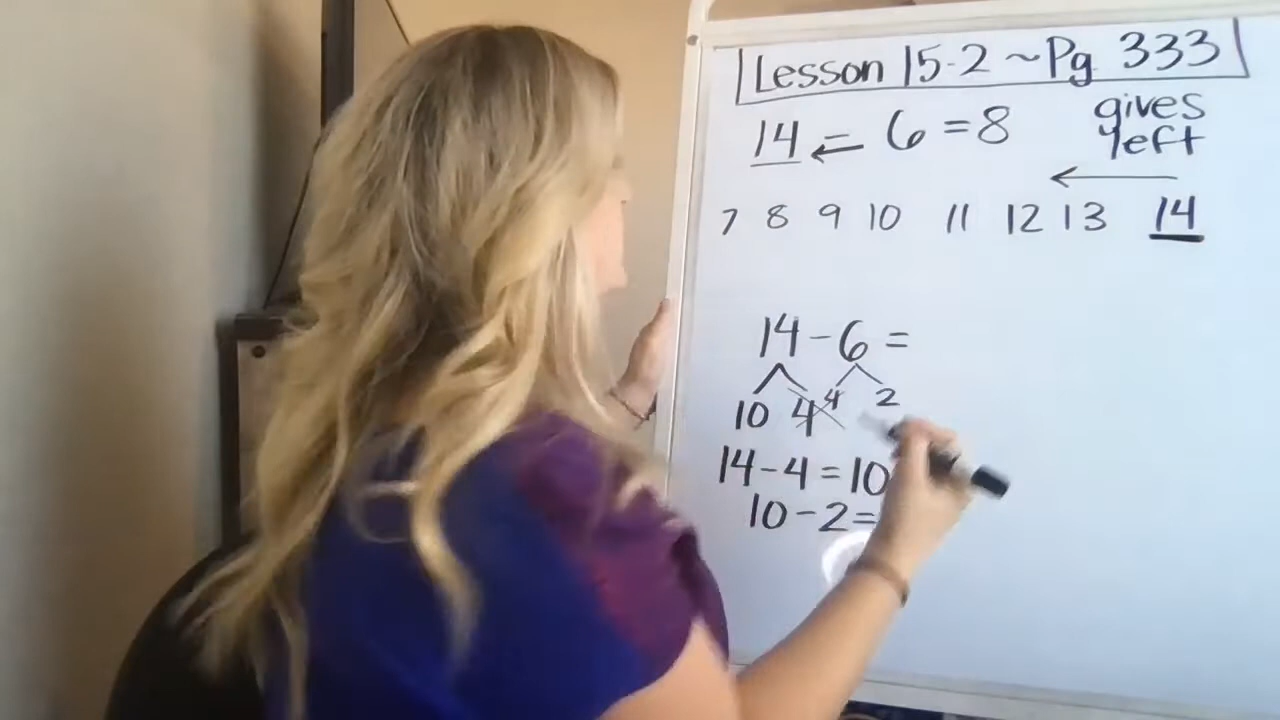 Lesson 15-2 ~ Pg. 333
14 - ← 6 = 8
gives
left
←
7 8 9 10 11 12 13 14
14 - 6 =
10 4 4 2
14 - 4 = 10
10 - 2 =